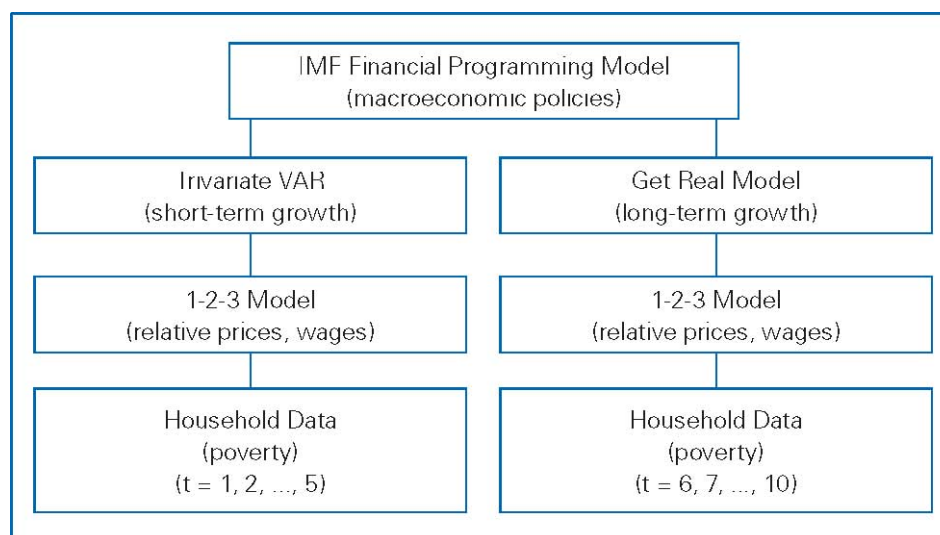 IMF Financial Programming Model
(macroeconomic policies)
Trivariate VAR
(short-term growth)
Get Real Model
(long-term growth)
1-2-3 Model
(relative prices, wages)
1-2-3 Model
(relative prices, wages)
Household Data
(poverty)
(t = 1, 2, ..., 5)
Household Data
(poverty)
(t = 6, 7, ..., 10)